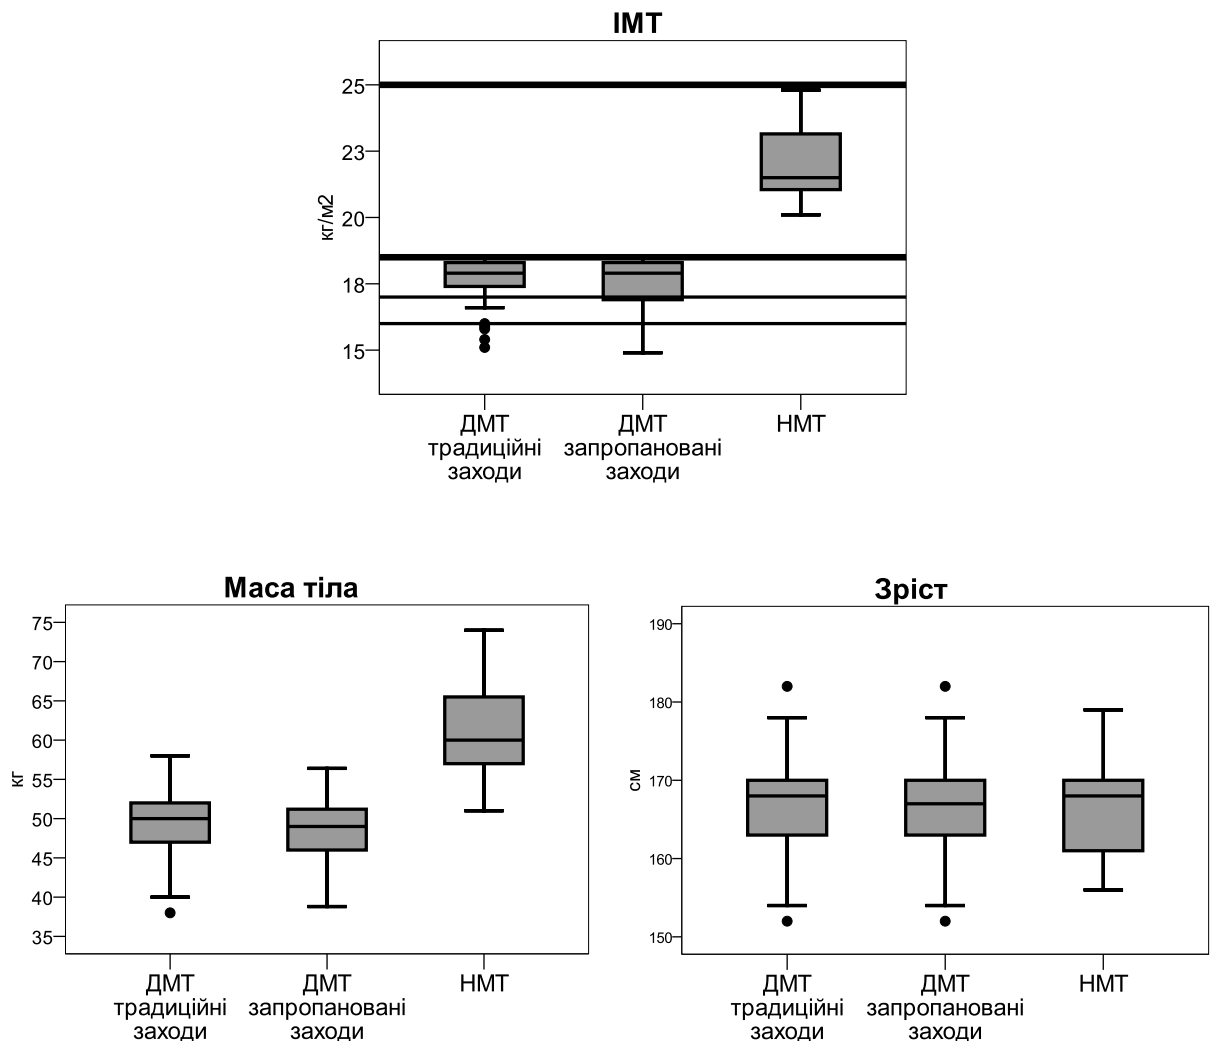 ІМТ
25
23
20
18
15
кг/м2
ДМТ
традиційні
заходи
ДМТ
запропановані
заходи
НМТ
Маса тіла
75
70
65
60
55
50
45
40
35
кг
ДМТ
традиційні
заходи
ДМТ
запропановані
заходи
НМТ
Зріст
190
180
170
160
150
см
ДМТ
традиційні
заходи
ДМТ
запропановані
заходи
НМТ